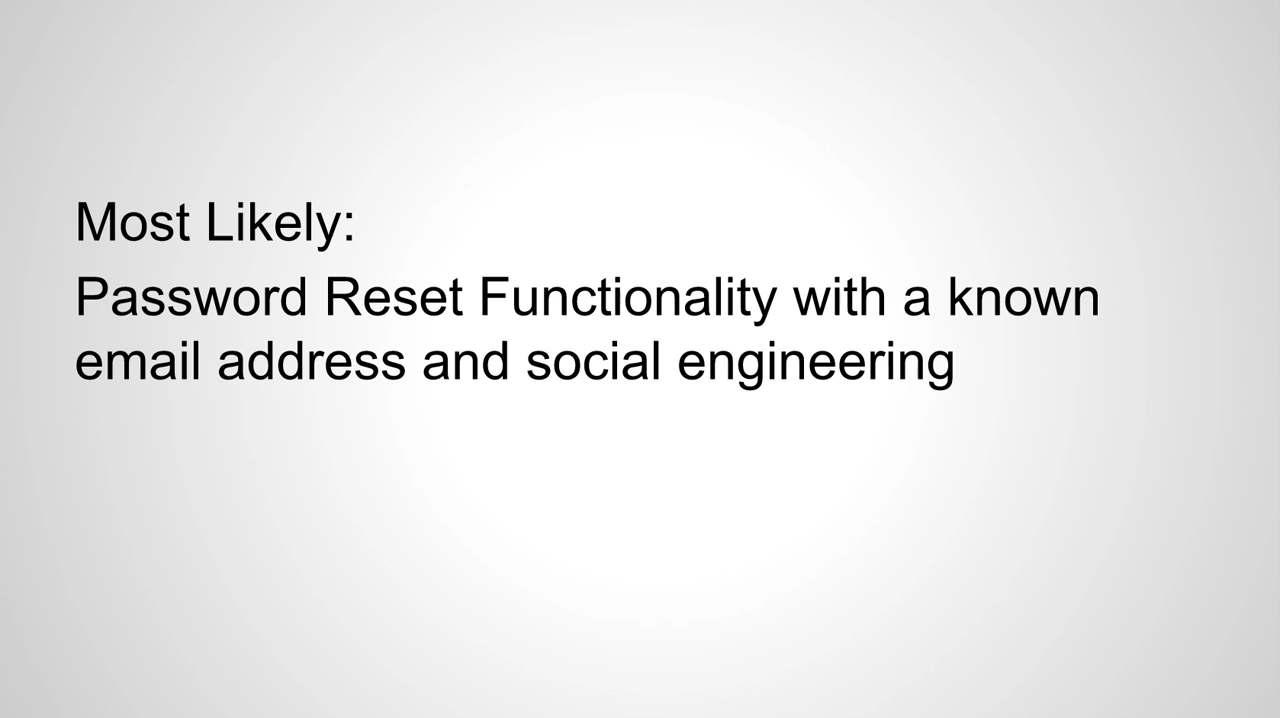 Most Likely:
Password Reset Functionality with a known
email address and social engineering